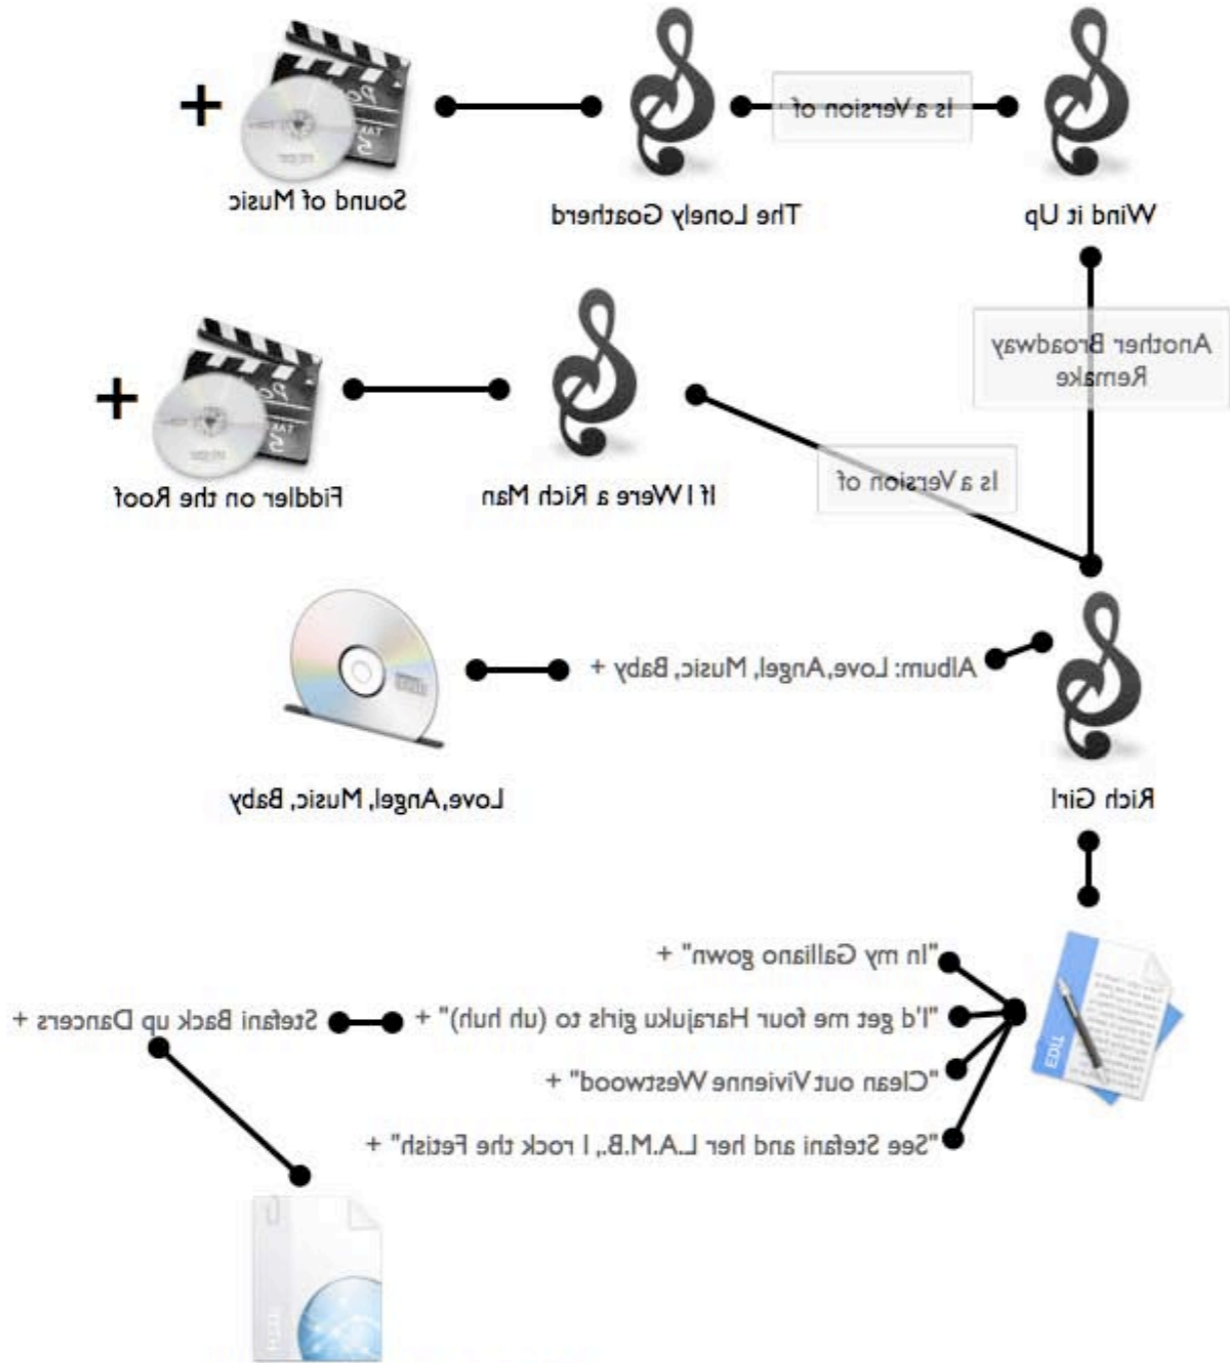 Wind it Up
Is a Version of
The Lonely Goatherd
Sound of Music
+
Another Broadway
Remake
Is a Version of
If I Were a Rich Man
Fiddler on the Roof
+
Rich Girl
Album: Love, Angel, Music, Baby +
Love, Angel, Music, Baby
EDIT
"In my Galliano gown" +
"I'd get me four Harajuku girls to (uh huh)" +
Stefani Back up Dancers +
"Clean out Vivienne Westwood" +
"See Stefani and her L.A.M.B., I rock the Fetish" +
HTML